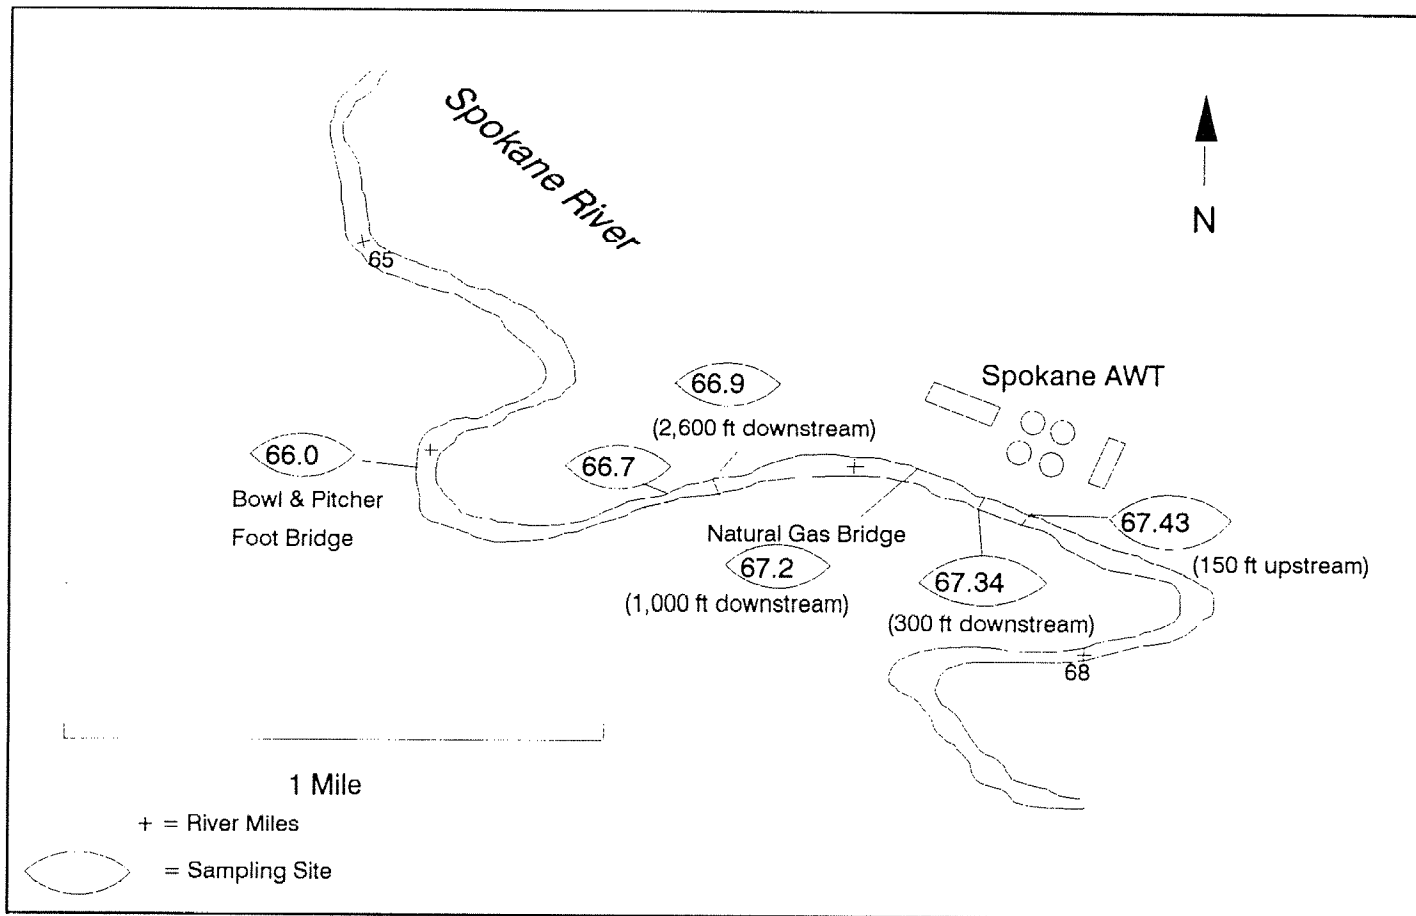 Spokane River
N
65
Spokane AWT
66.9
(2,600 ft downstream)
66.0
66.7
Bowl & Pitcher
Foot Bridge
Natural Gas Bridge
67.43
(150 ft upstream)
67.2
(1,000 ft downstream)
67.34
(300 ft downstream)
68
1 Mile
+ = River Miles
= Sampling Site